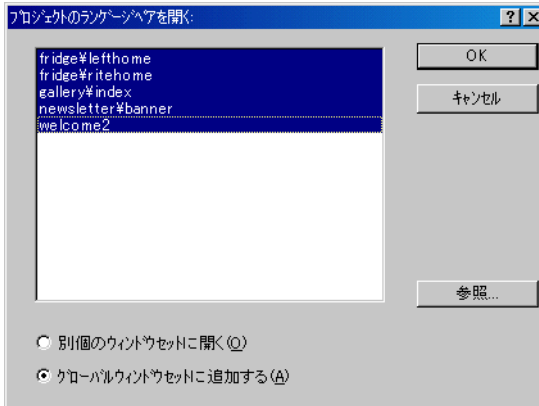 ﾌﾟﾛｼﾞｪｸﾄのﾗﾝｹﾞｰｼﾞﾍﾟｱを開く:
fridge¥lefthome
fridge¥ritehome
gallery¥index
newsletter¥banner
welcome2
OK
ｷｬﾝｾﾙ
参照...
別個のｳｨﾝﾄﾞｳｾｯﾄに開く(O)
ｸﾞﾛｰﾊﾞﾙｳｨﾝﾄﾞｳｾｯﾄに追加する(A)